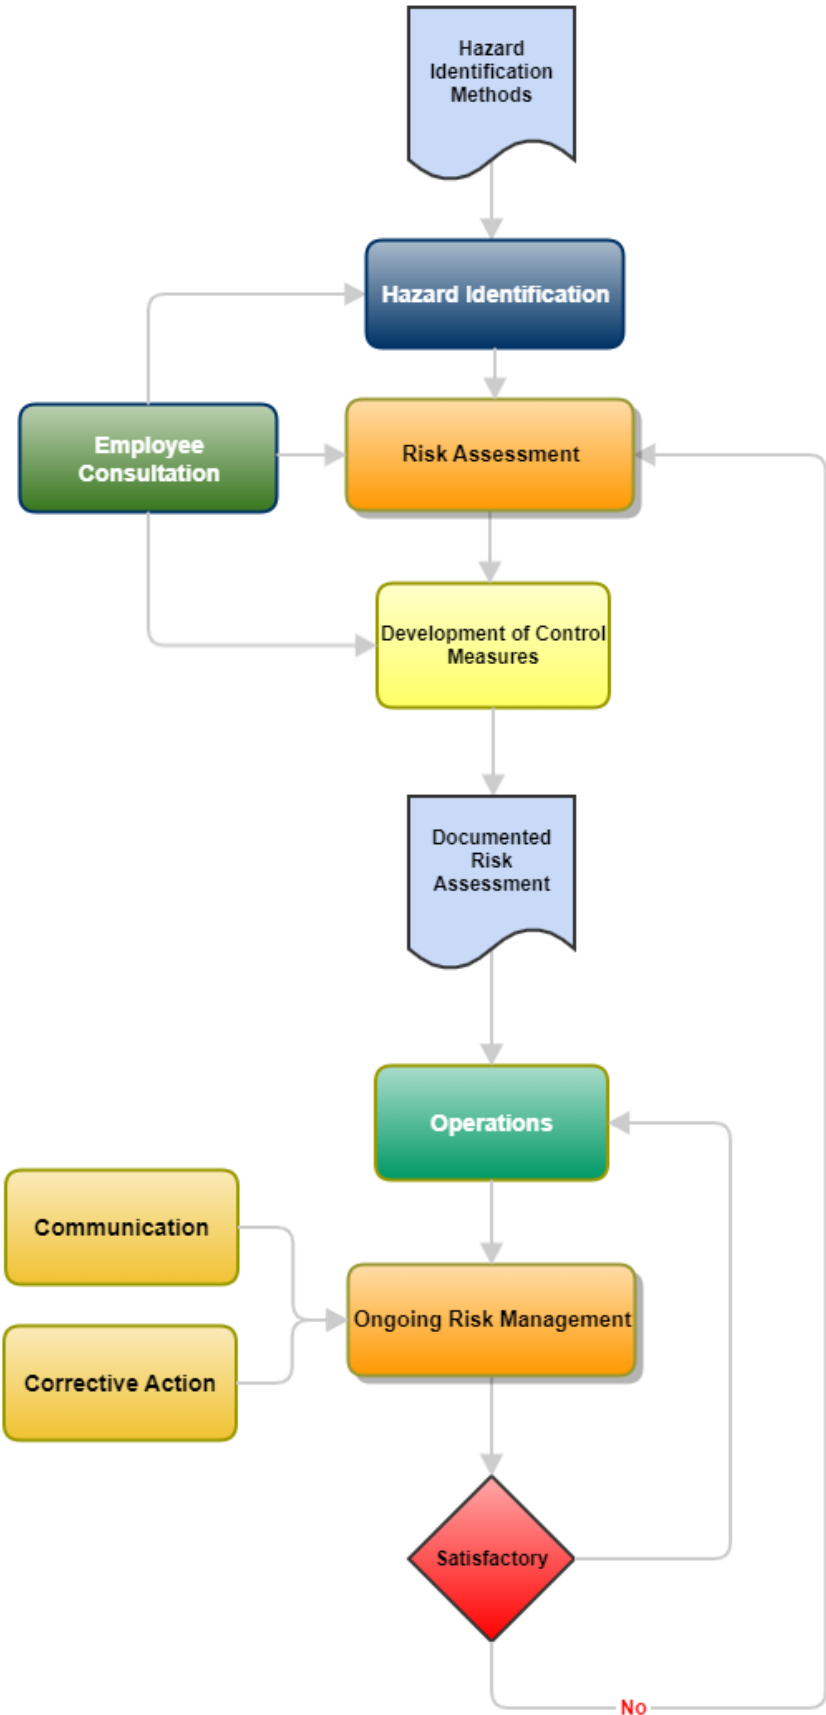 Hazard
Identification
Methods
Hazard Identification
Employee
Consultation
Risk Assessment
Development of Control
Measures
Documented
Risk
Assessment
Operations
Communication
Ongoing Risk Management
Corrective Action
Satisfactory
No